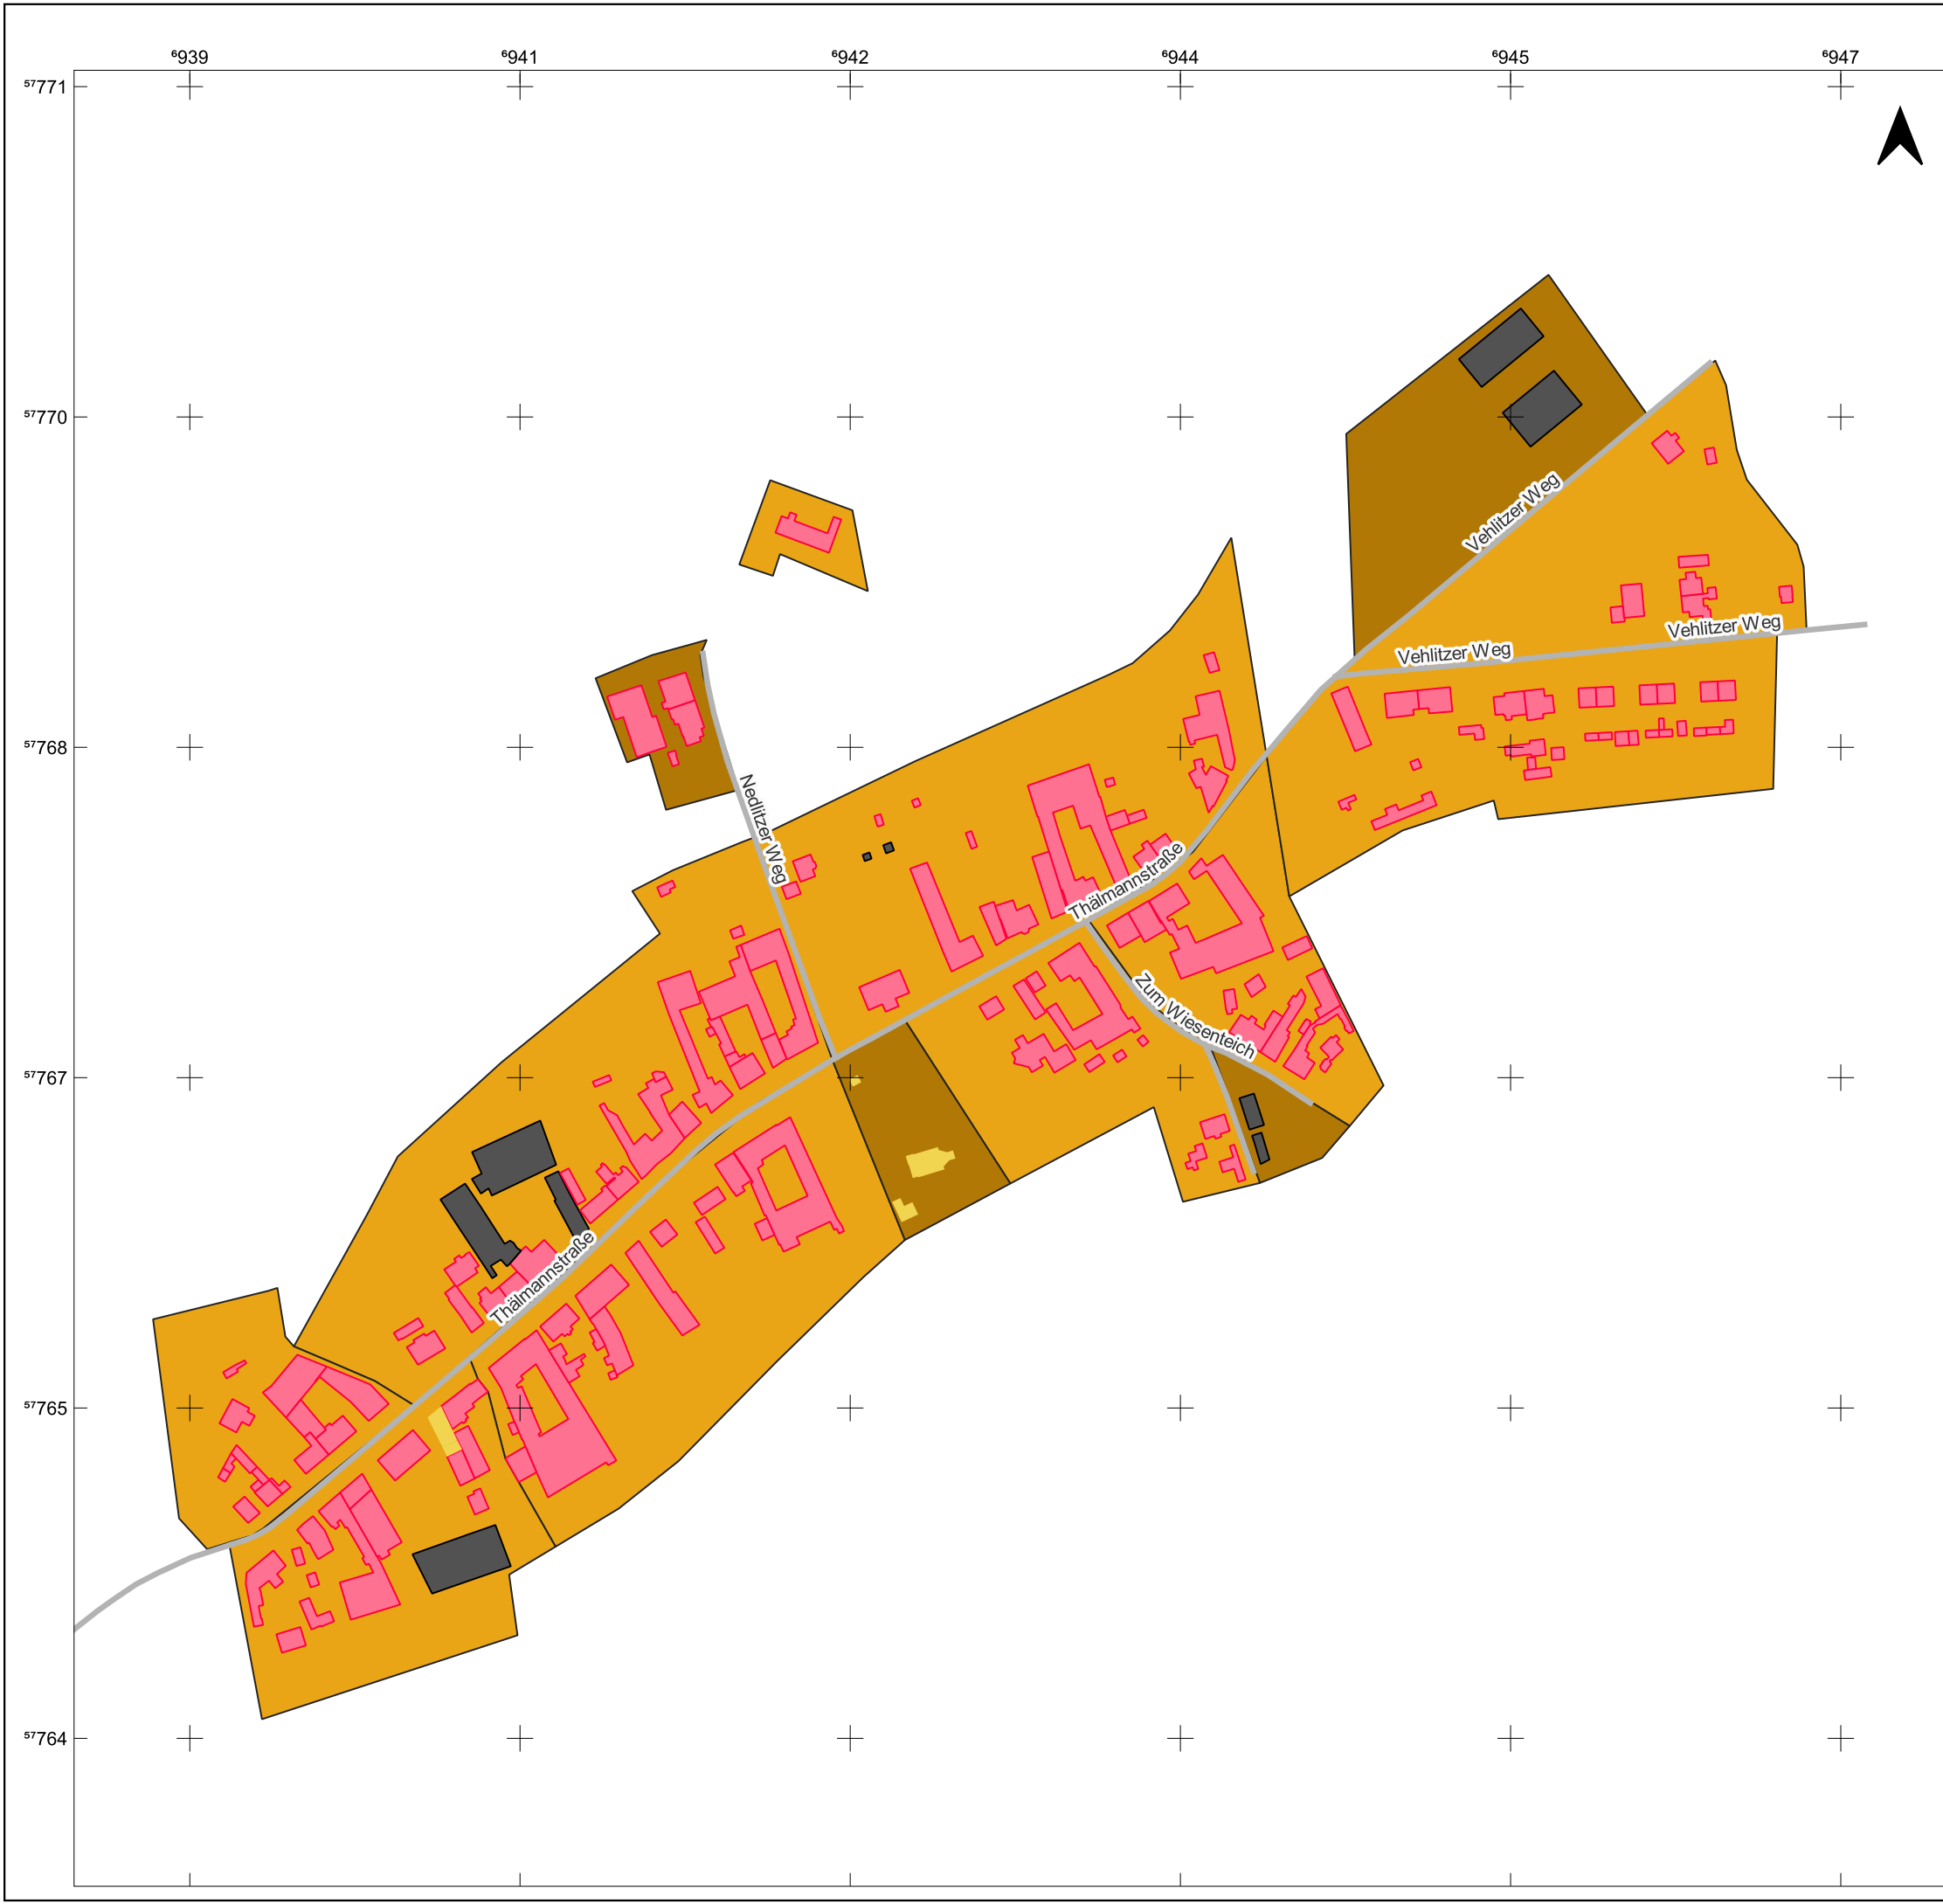 ⁶939 ⁶941 ⁶942 ⁶944 ⁶945 ⁶947
⁵⁷771
⁵⁷770
Vehlitzer Weg
Vehlitzer Weg
Vehlitzer Weg
⁵⁷768
Nedlitzer Weg
Thälmannstraße
Zum Wiesenteich
⁵⁷767
Thälmannstraße
⁵⁷765
⁵⁷764